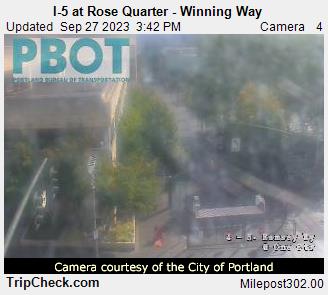 I-5 at Rose Quarter - Winning Way
Updated Sep 27 2023 3:42 PM Camera 4
PBOT
PORTLAND BUREAU OF TRANSPORTATION
Camera courtesy of the City of Portland
TripCheck.com Milepost302.00